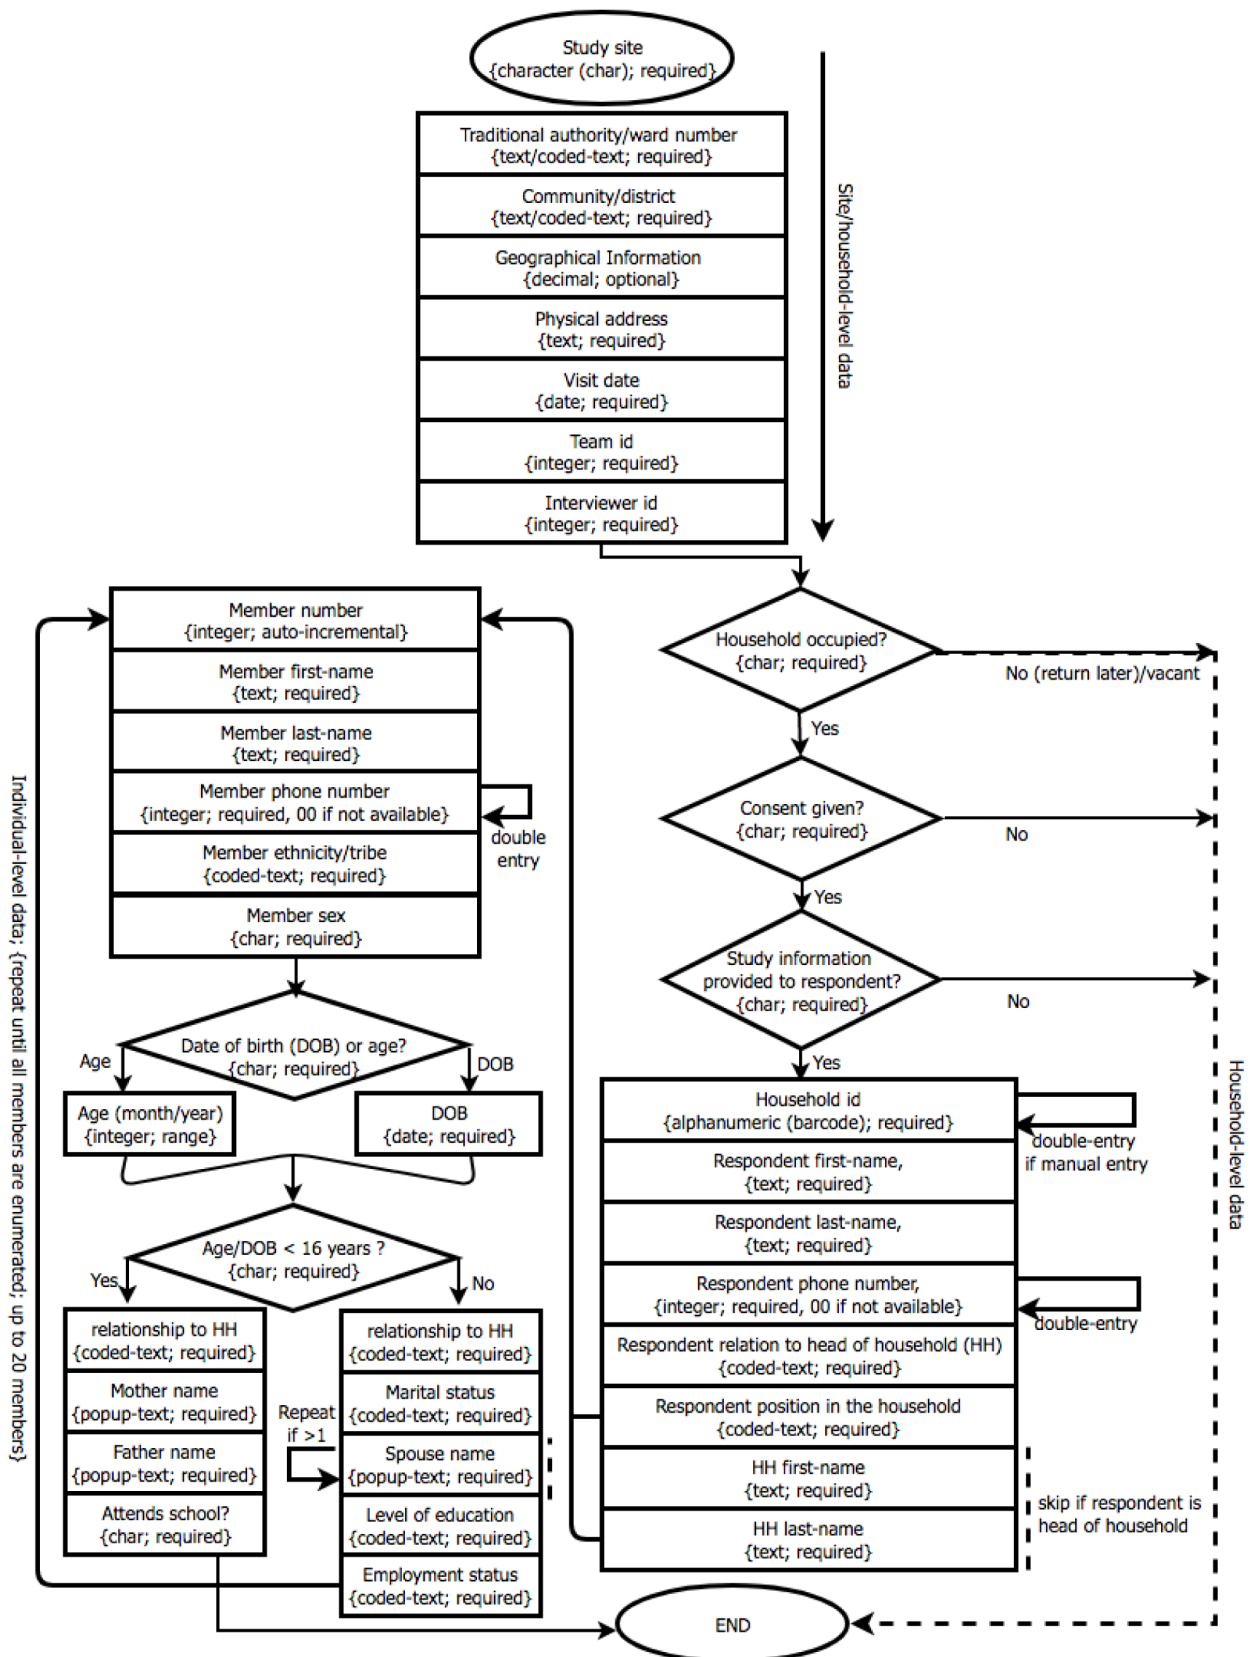 Study site
{character (char); required}
Traditional authority/ward number
{text/coded-text; required}
Community/district
{text/coded-text; required}
Geographical Information
{decimal; optional}
Physical address
{text; required}
Visit date
{date; required}
Team id
{integer; required}
Interviewer id
{integer; required}
Site/household-level data
Household occupied?
{char; required}
No (return later)/vacant
Yes
Consent given?
{char; required}
No
Yes
Study information
provided to respondent?
{char; required}
No
Yes
Household id
{alphanumeric (barcode); required}
double-entry
if manual entry
Respondent first-name,
{text; required}
Respondent last-name,
{text; required}
Respondent phone number,
{integer; required, 00 if not available}
double-entry
Respondent relation to head of household (HH)
{coded-text; required}
Respondent position in the household
{coded-text; required}
HH first-name
{text; required}
HH last-name
{text; required}
skip if respondent is
head of household
Household-level data
Member number
{integer; auto-incremental}
Member first-name
{text; required}
Member last-name
{text; required}
Member phone number
{integer; required, 00 if not available}
double
entry
Member ethnicity/tribe
{coded-text; required}
Member sex
{char; required}
Date of birth (DOB) or age?
{char; required}
Age
DOB
Age (month/year)
{integer; range}
DOB
{date; required}
Age/DOB < 16 years ?
{char; required}
Yes
No
relationship to HH
{coded-text; required}
Mother name
{popup-text; required}
Father name
{popup-text; required}
Attends school?
{char; required}
relationship to HH
{coded-text; required}
Marital status
{coded-text; required}
Repeat
if >1
Spouse name
{popup-text; required}
Level of education
{coded-text; required}
Employment status
{coded-text; required}
Individual-level data; {repeat until all members are enumerated; up to 20 members}
END